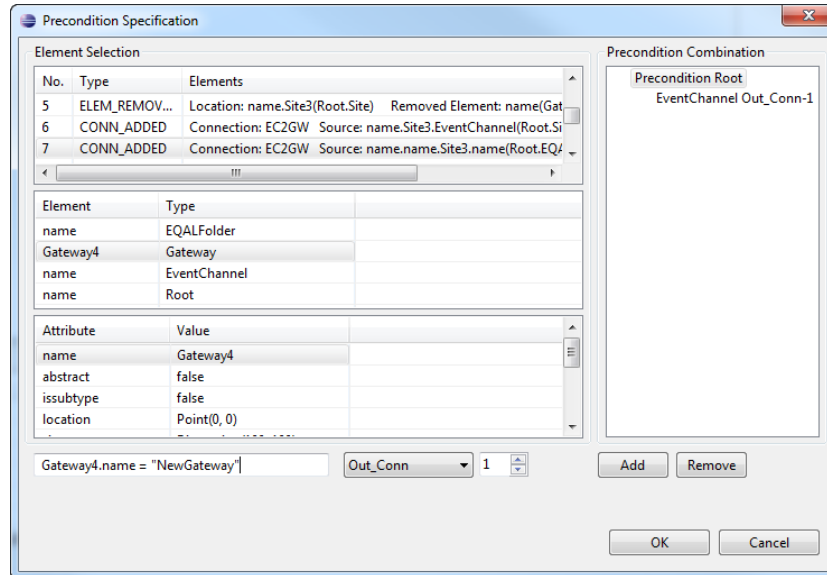 Precondition Specification
Element Selection
No. Type Elements
5 ELEM_REMOV... Location: name.Site3(Root.Site) Removed Element: name(Gat
6 CONN_ADDED Connection: EC2GW Source: name.Site3.EventChannel(Root.Si
7 CONN_ADDED Connection: EC2GW Source: name.name.Site3.name(Root.EQA
Element Type
name EQALFolder
Gateway4 Gateway
name EventChannel
name Root
Attribute Value
name Gateway4
abstract false
issubtype false
location Point(0, 0)
Gateway4.name = "NewGateway"
Out_Conn
1
Precondition Combination
Precondition Root
EventChannel Out_Conn-1
Add Remove
OK Cancel